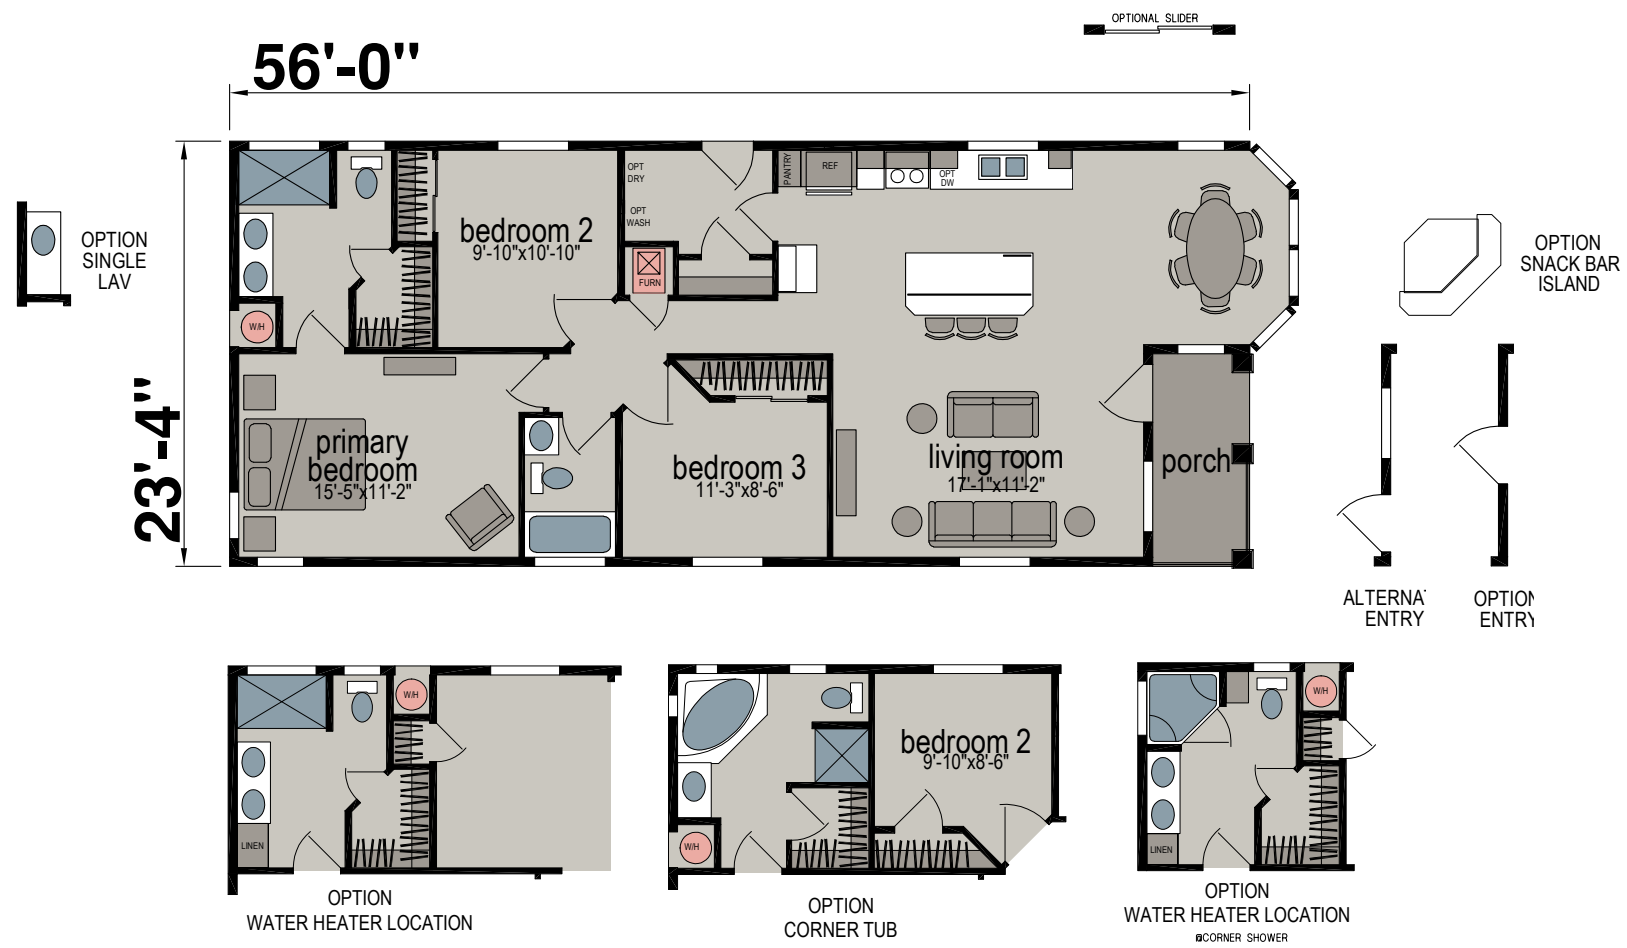 OPTIONAL SLIDER
56'-0"
23'-4"
OPTION
SINGLE
LAV
W/H
bedroom 2
9'-10"x10'-10"
OPT
DRY
OPT
WASH
FURN
PANTRY
REF
OPT
DW
primary
bedroom
15'-5"x11'-2"
bedroom 3
11'-3"x8'-6"
living room
17'-1"x11'-2"
porch
OPTION
SNACK BAR
ISLAND
ALTERNA
ENTRY
OPTION
ENTRY
W/H
LINEN
OPTION
WATER HEATER LOCATION
W/H
bedroom 2
9'-10"x8'-6"
OPTION
CORNER TUB
W/H
LINEN
OPTION
WATER HEATER LOCATION
@CORNER SHOWER